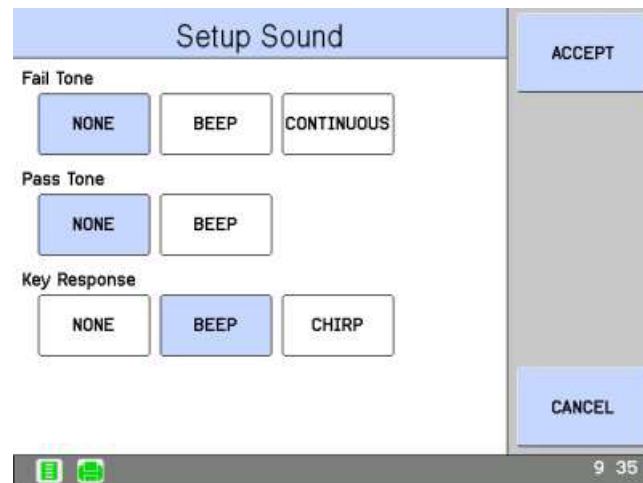 Setup Sound
ACCEPT
Fail Tone
NONE BEEP CONTINUOUS
Pass Tone
NONE BEEP
Key Response
NONE BEEP CHIRP
CANCEL
9 35